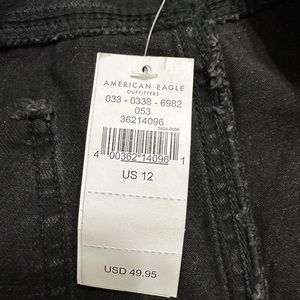 AMERICAN EAGLE
OUTFITTERS
033 - 0338 - 6982
053
36214096
4 00362 14096 1
US 12
USD 49.95